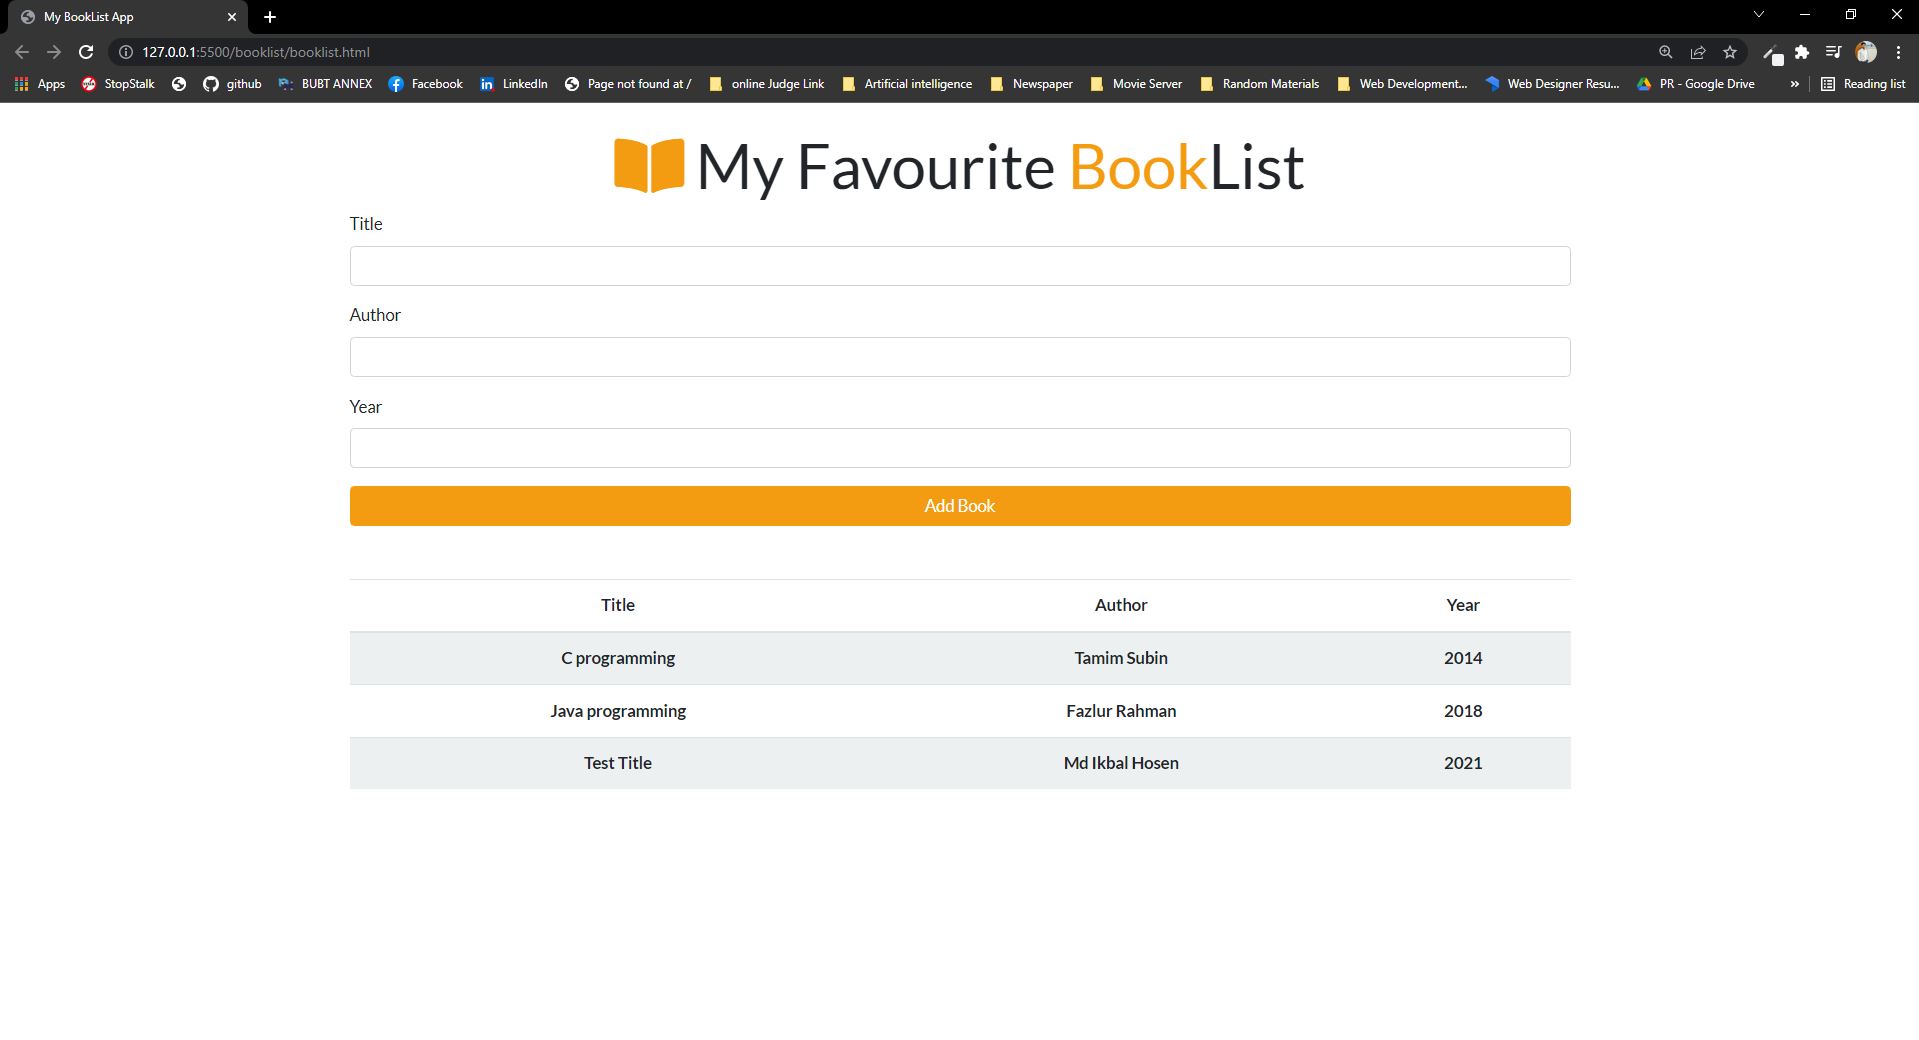 My BookList App
127.0.0.1:5500/booklist/booklist.html
Apps StopStalk github BUBT ANNEX Facebook LinkedIn Page not found at / online Judge Link Artificial intelligence Newspaper Movie Server Random Materials Web Development... Web Designer Resu... PR - Google Drive » Reading list
My Favourite BookList
Title
Author
Year
Add Book
Title Author Year
C programming Tamim Subin 2014
Java programming Fazlur Rahman 2018
Test Title Md Ikbal Hosen 2021